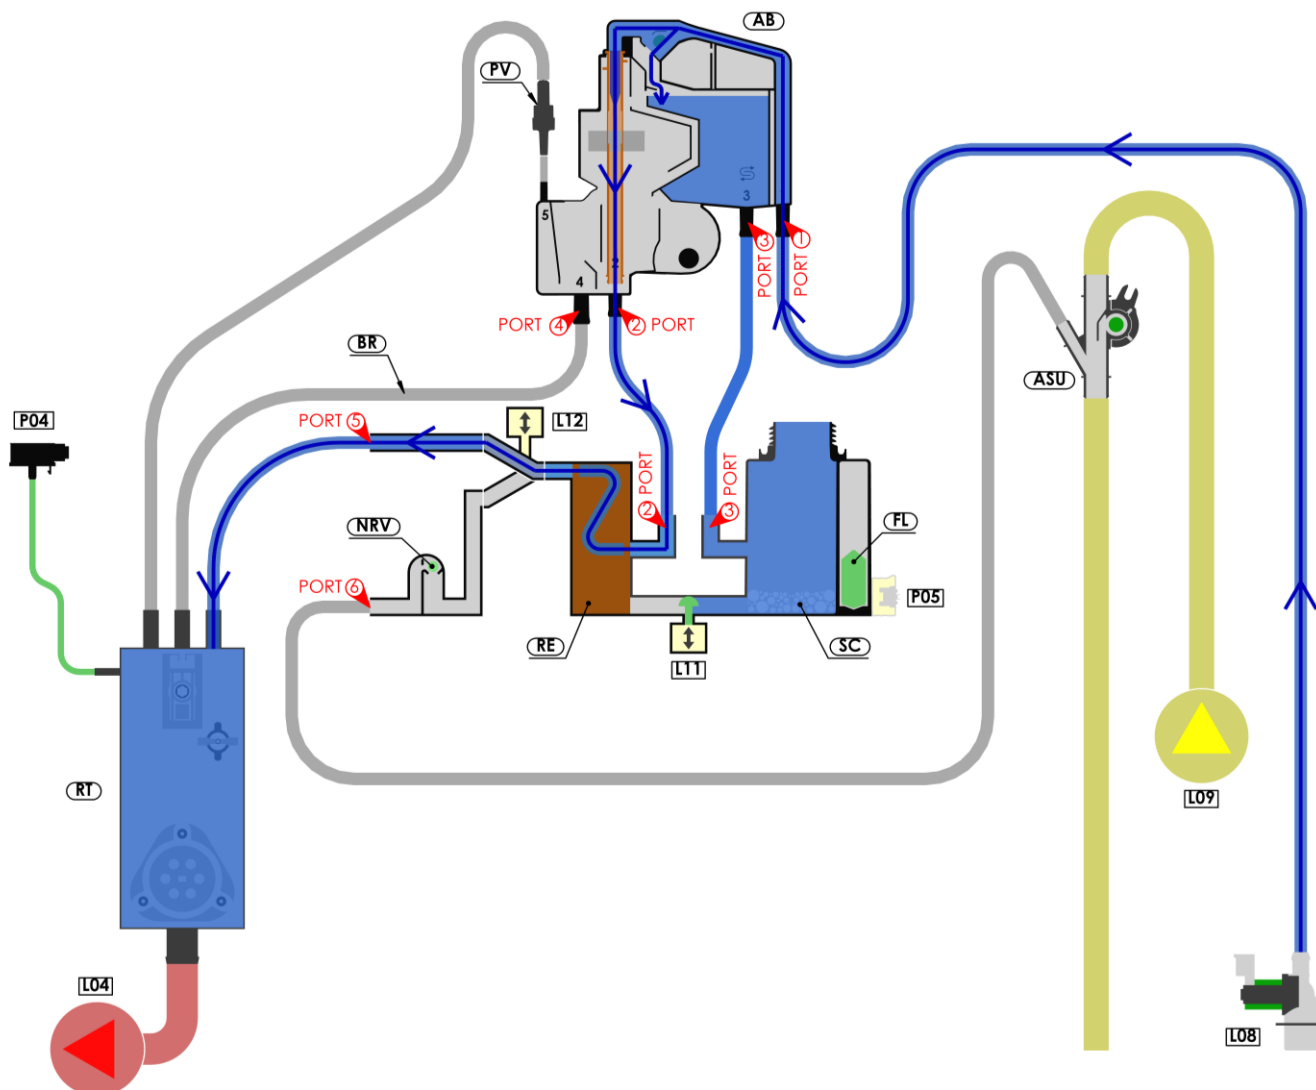 AB
PV
5
3
2
4
PORT ③
PORT ①
PORT ④
② PORT
BR
ASU
P04
PORT ⑤
L12
② PORT
③ PORT
NRV
FL
PORT ⑥
P05
RE
L11
SC
RT
L09
L04
L08